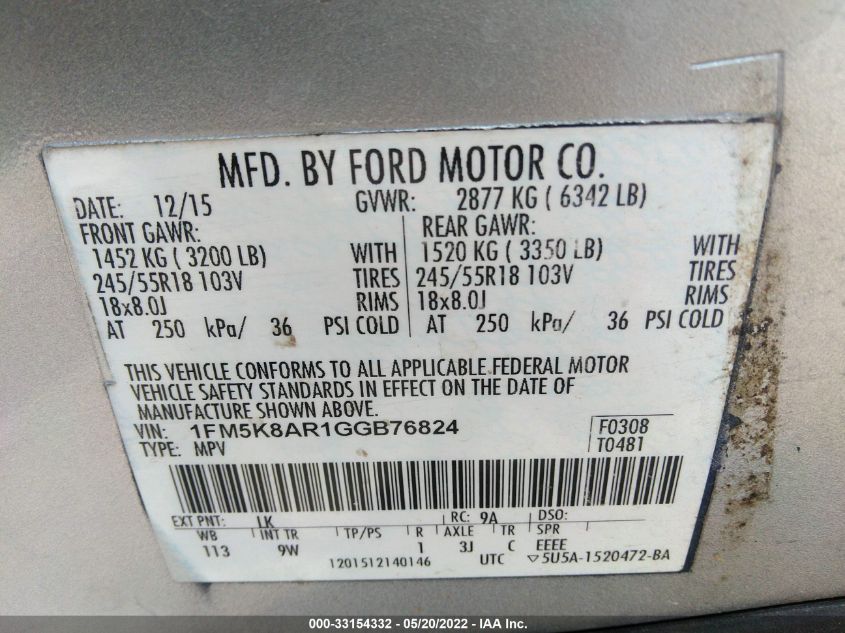 MFD. BY FORD MOTOR CO.
DATE: 12/15 GVWR: 2877 KG ( 6342 LB)
FRONT GAWR: REAR GAWR:
1452 KG ( 3200 LB) WITH 1520 KG ( 3350 LB) WITH
245/55R18 103V TIRES 245/55R18 103V TIRES
18x8.0J RIMS 18x8.0J RIMS
AT 250 kPa/ 36 PSI COLD AT 250 kPa/ 36 PSI COLD
THIS VEHICLE CONFORMS TO ALL APPLICABLE FEDERAL MOTOR
VEHICLE SAFETY STANDARDS IN EFFECT ON THE DATE OF
MANUFACTURE SHOWN ABOVE.
VIN: 1FM5K8AR1GGB76824 F0308
TYPE: MPV T0481
EXT PNT: LK RC: 9A DSO:
WB INT TR TP/PS R AXLE TR SPR
113 9W 1 3J C EEEE
1201512140146 UTC ▽5U5A-1520472-BA
000-33154332 - 05/20/2022 - IAA Inc.